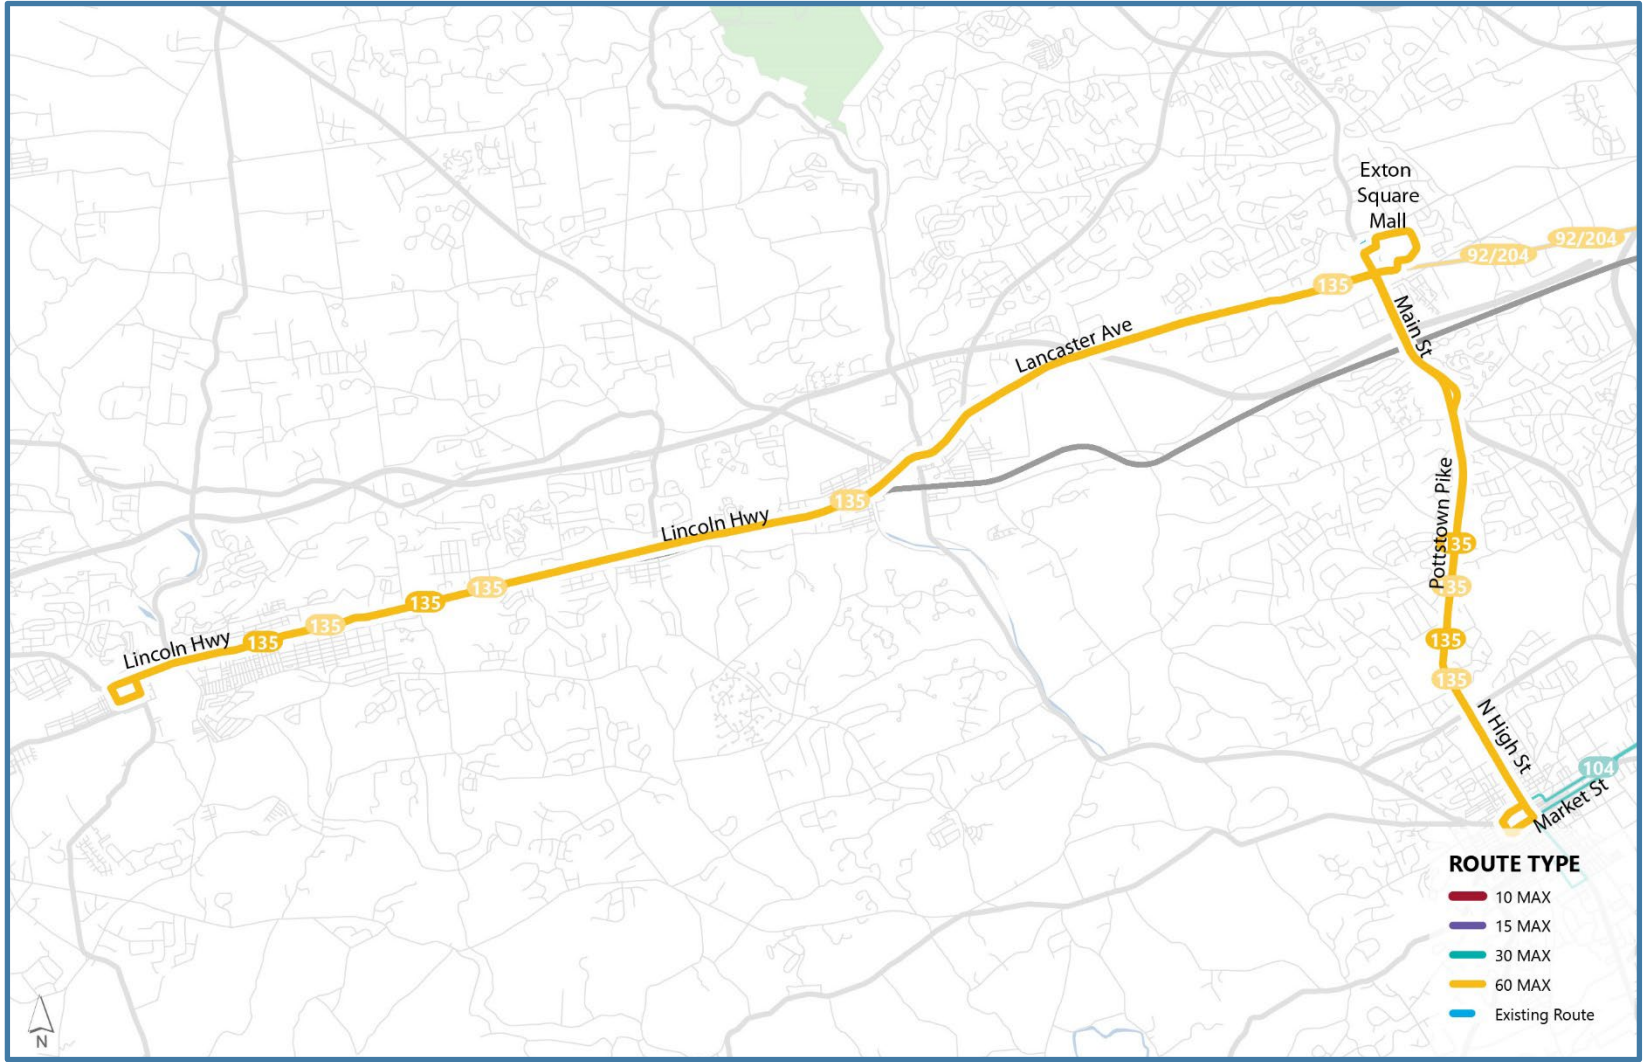 Exton
Square
Mall
92/204
92/204
135
Main St
Lancaster Ave
Pottstown Pike
135
Lincoln Hwy
135
135
135
135
135
Lincoln Hwy
35
35
135
135
N High St
104
Market St
ROUTE TYPE
10 MAX
15 MAX
30 MAX
60 MAX
Existing Route
N